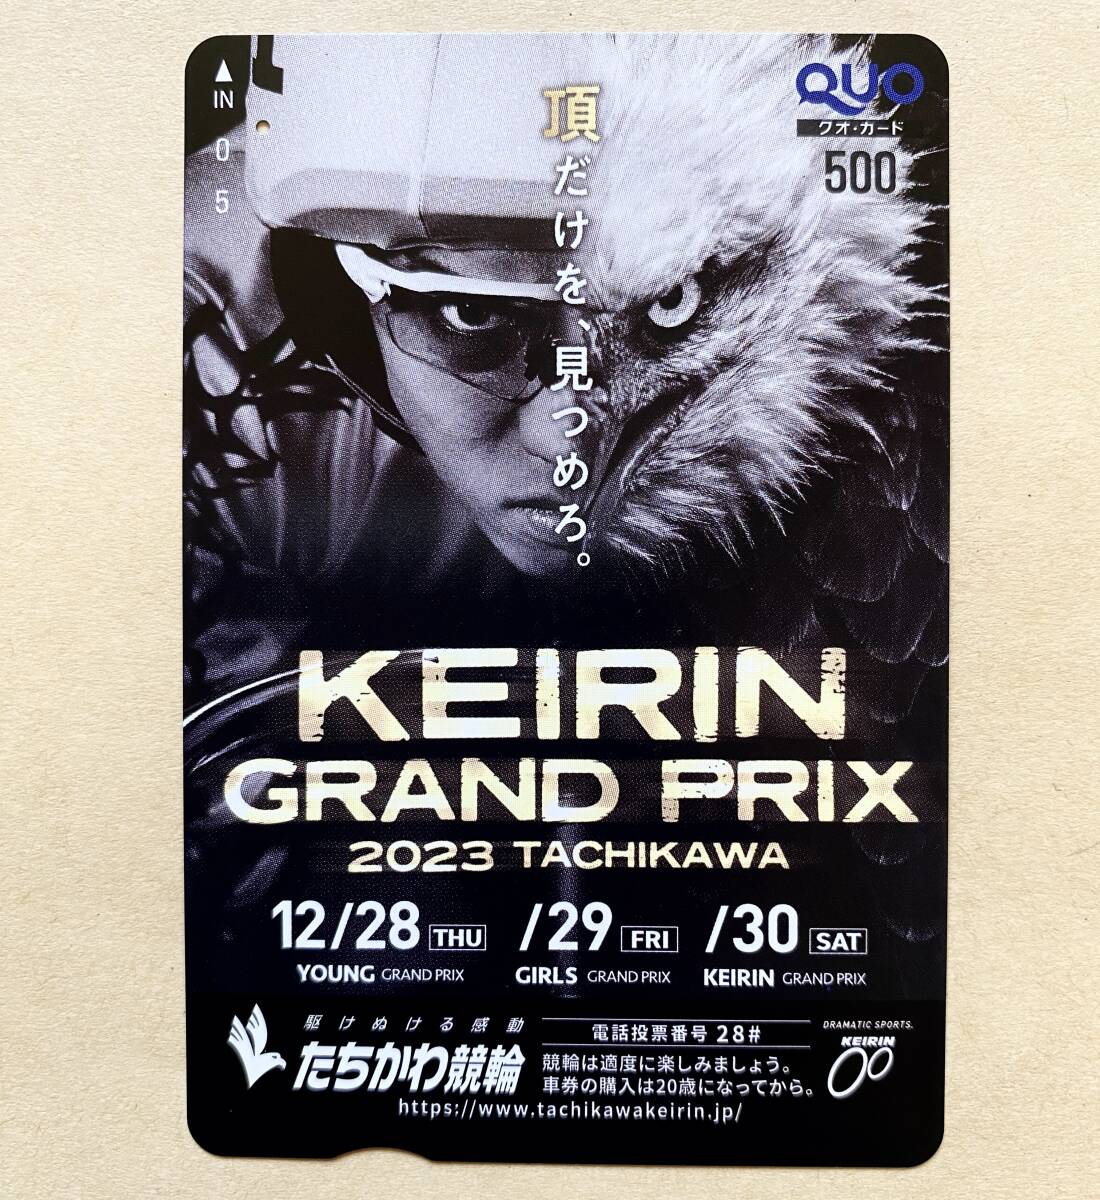 IN
0
5
QUO
クオ・カード
500
頂だけを、見つめろ。
KEIRIN
GRAND PRIX
2023 TACHIKAWA
12/28 THU /29 FRI /30 SAT
YOUNG GRAND PRIX GIRLS GRAND PRIX KEIRIN GRAND PRIX
駆けぬける感動
たちかわ競輪
電話投票番号 28#
競輪は適度に楽しみましょう。
車券の購入は20歳になってから。
DRAMATIC SPORTS.
KEIRIN
https://www.tachikawakeirin.jp/